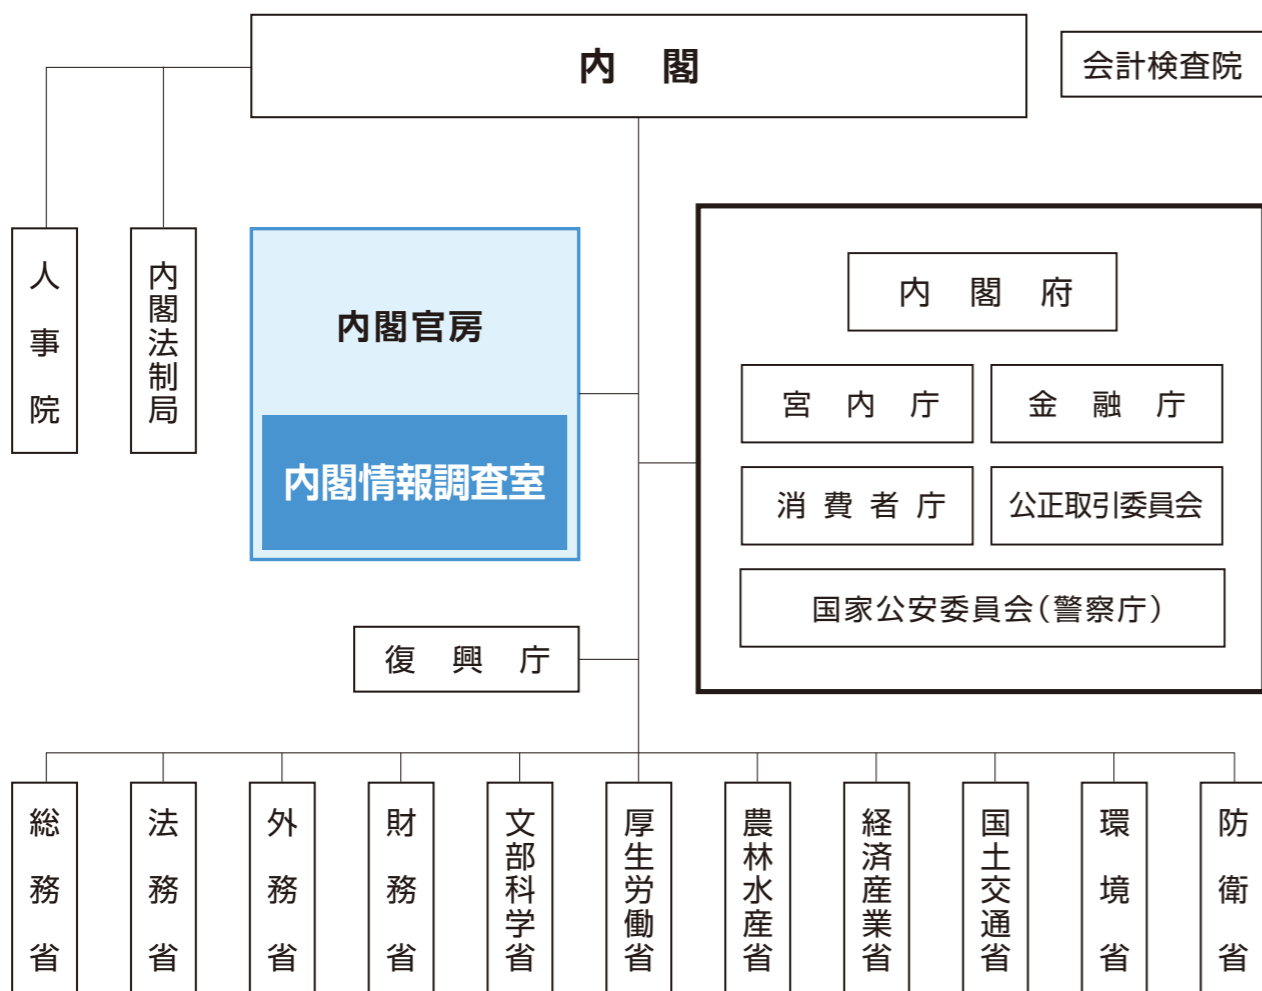 内閣
会計検査院
人事院
内閣法制局
内閣官房
内閣情報調査室
内閣府
宮内庁
金融庁
消費者庁
公正取引委員会
国家公安委員会(警察庁)
復興庁
総務省
法務省
外務省
財務省
文部科学省
厚生労働省
農林水産省
経済産業省
国土交通省
環境省
防衛省